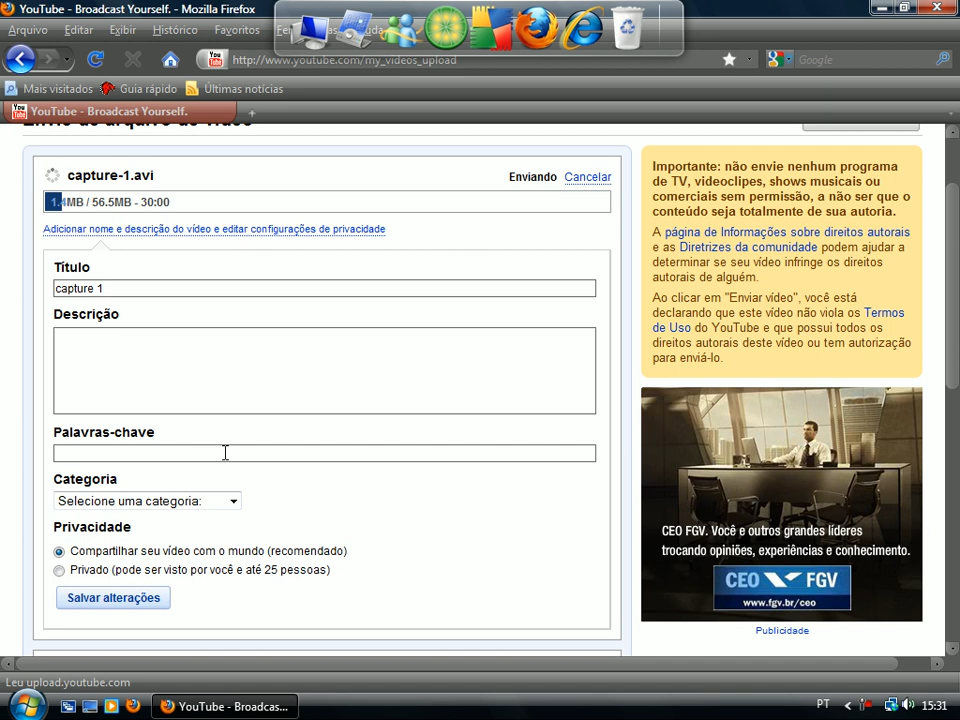 YouTube - Broadcast Yourself. - Mozilla Firefox
Arquivo Editar Exibir Histórico Favoritos
http://www.youtube.com/my_videos_upload
Google
Mais visitados Guia rápido Últimas notícias
You Tube YouTube - Broadcast Yourself.
Envio de arquivo de vídeo
capture-1.avi
Enviando Cancelar
1.4MB / 56.5MB - 30:00
Adicionar nome e descrição do vídeo e editar configurações de privacidade
Título
capture 1
Descrição
Palavras-chave
Categoria
Selecione uma categoria:
Privacidade
Compartilhar seu vídeo com o mundo (recomendado)
Privado (pode ser visto por você e até 25 pessoas)
Salvar alterações
Importante: não envie nenhum programa
de TV, videoclipes, shows musicais ou
comerciais sem permissão, a não ser que o
conteúdo seja totalmente de sua autoria.
A página de Informações sobre direitos autorais
e as Diretrizes da comunidade podem ajudar a
determinar se seu vídeo infringe os direitos
autorais de alguém.
Ao clicar em "Enviar vídeo", você está
declarando que este vídeo não viola os Termos
de Uso do YouTube e que possui todos os
direitos autorais deste vídeo ou tem autorização
para enviá-lo.
CEO FGV. Você e outros grandes líderes
trocando opiniões, experiências e conhecimento.
CEO FGV
www.fgv.br/ceo
Publicidade
Leu upload.youtube.com
YouTube - Broadcas...
PT
15:31